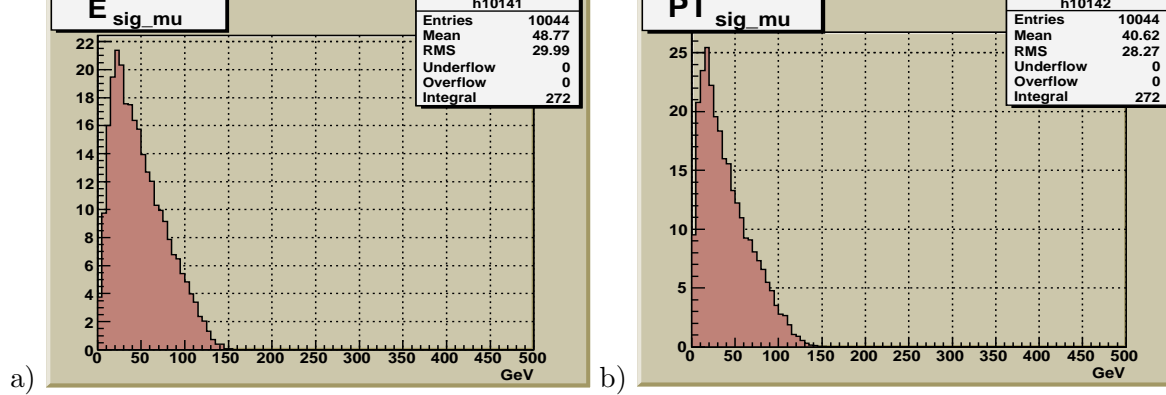 E sig_mu
h10141
Entries 10044
Mean 48.77
RMS 29.99
Underflow 0
Overflow 0
Integral 272
22
20
18
16
14
12
10
8
6
4
2
0
0 50 100 150 200 250 300 350 400 450 500
GeV
a)
PT sig_mu
h10142
Entries 10044
Mean 40.62
RMS 28.27
Underflow 0
Overflow 0
Integral 272
25
20
15
10
5
0
0 50 100 150 200 250 300 350 400 450 500
GeV
b)